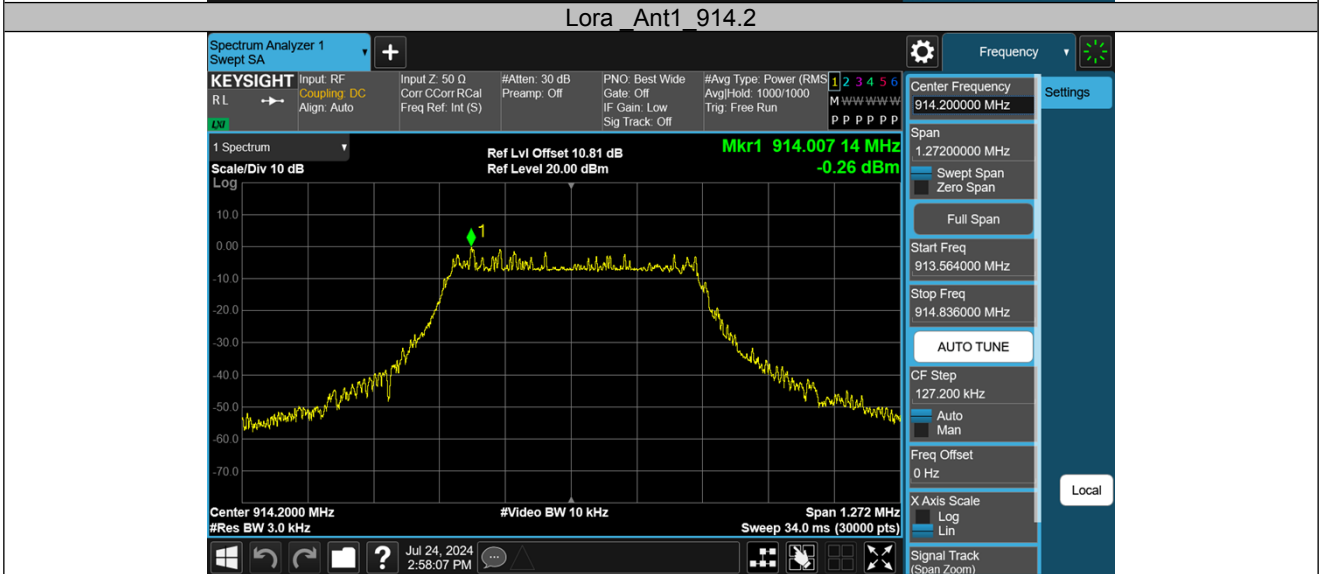 Lora _Ant1_914.2
Spectrum Analyzer 1
Swept SA
+
Frequency
KEYSIGHT
RL
LXI
Input: RF
Coupling: DC
Align: Auto
Input Z: 50 Ω
Corr CCorr RCal
Freq Ref: Int (S)
#Atten: 30 dB
Preamp: Off
PNO: Best Wide
Gate: Off
IF Gain: Low
Sig Track: Off
#Avg Type: Power (RMS
Avg|Hold: 1000/1000
Trig: Free Run
1 2 3 4 5 6
M W W W W W
P P P P P P
1 Spectrum
Scale/Div 10 dB
Log
Ref Lvl Offset 10.81 dB
Ref Level 20.00 dBm
Mkr1 914.007 14 MHz
-0.26 dBm
1
10.0
0.00
-10.0
-20.0
-30.0
-40.0
-50.0
-60.0
-70.0
Center 914.2000 MHz
#Res BW 3.0 kHz
#Video BW 10 kHz
Span 1.272 MHz
Sweep 34.0 ms (30000 pts)
Jul 24, 2024
2:58:07 PM
?
Center Frequency
914.200000 MHz
Settings
Span
1.27200000 MHz
Swept Span
Zero Span
Full Span
Start Freq
913.564000 MHz
Stop Freq
914.836000 MHz
AUTO TUNE
CF Step
127.200 kHz
Auto
Man
Freq Offset
0 Hz
Local
X Axis Scale
Log
Lin
Signal Track
(Span Zoom)